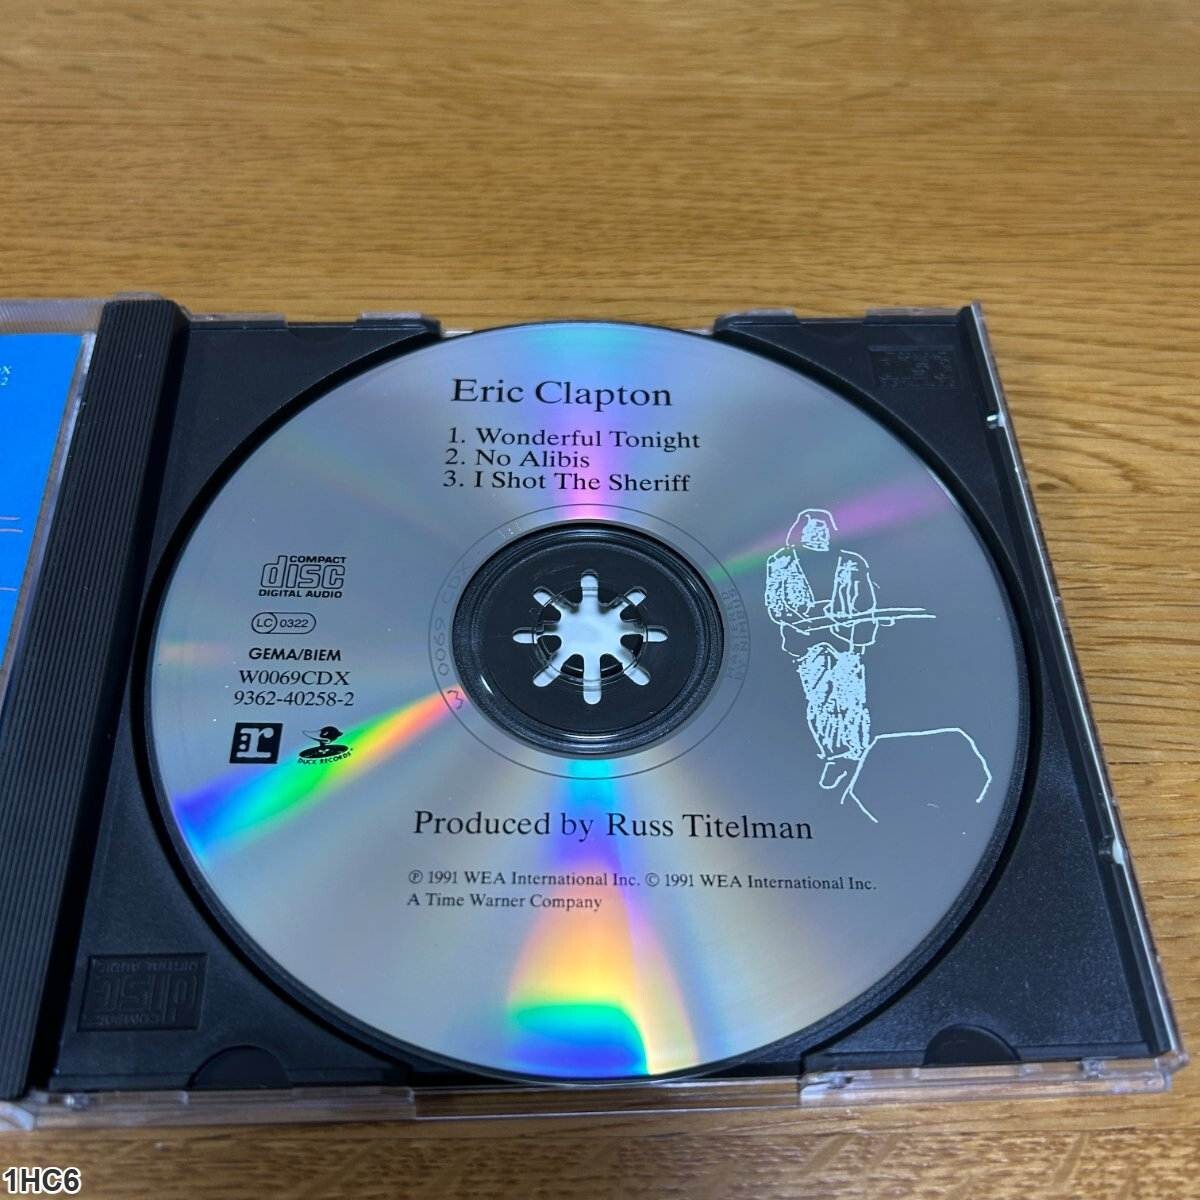 Eric Clapton
1. Wonderful Tonight
2. No Alibis
3. I Shot The Sheriff
COMPACT
disc
DIGITAL AUDIO
LC 0322
GEMA/BIEM
W0069CDX
9362-40258-2
r
DUCK RECORDS
Produced by Russ Titelman
℗ 1991 WEA International Inc. © 1991 WEA International Inc.
A Time Warner Company
1HC6